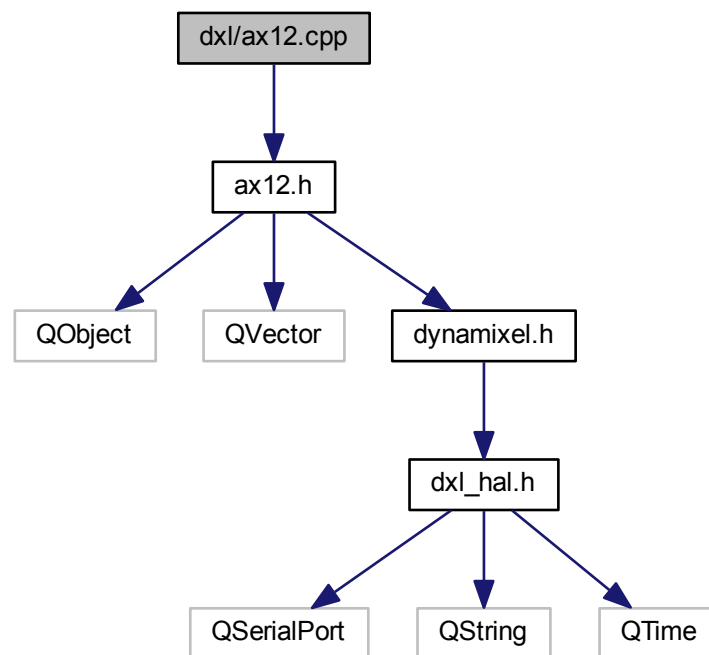 dxl/ax12.cpp
ax12.h
QObject
QVector
dynamixel.h
dxl_hal.h
QSerialPort
QString
QTime